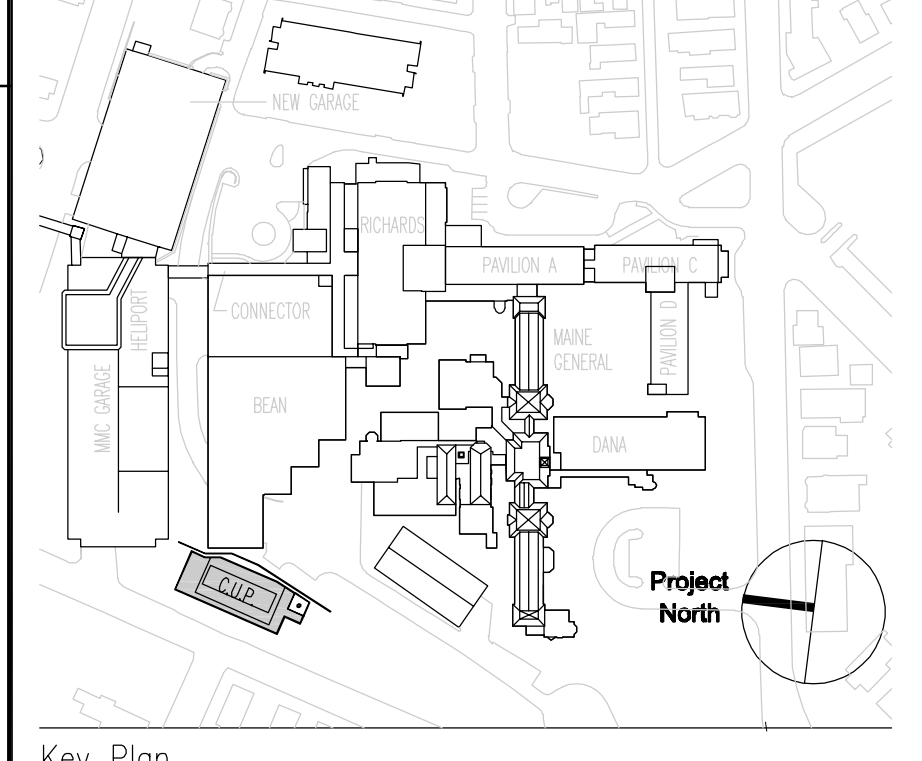 NEW GARAGE
RICHARDS
PAVILION A
PAVILION C
HELIPORT
CONNECTOR
MAINE
GENERAL
PAVILION D
MMC GARAGE
BEAN
DANA
C.U.P.
Project
North
Key Plan